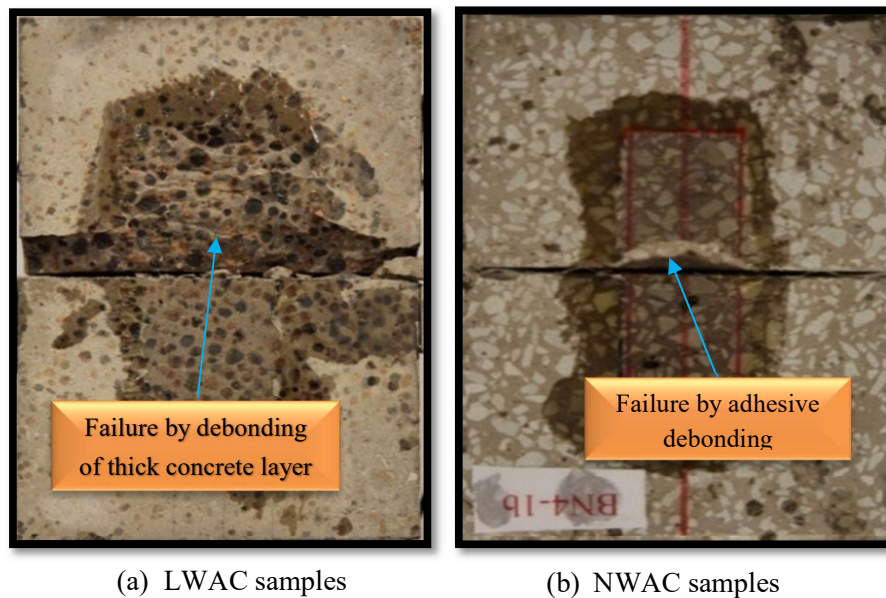 Failure by debonding
of thick concrete layer
Failure by adhesive
debonding
BN4-1b
(a) LWAC samples
(b) NWAC samples